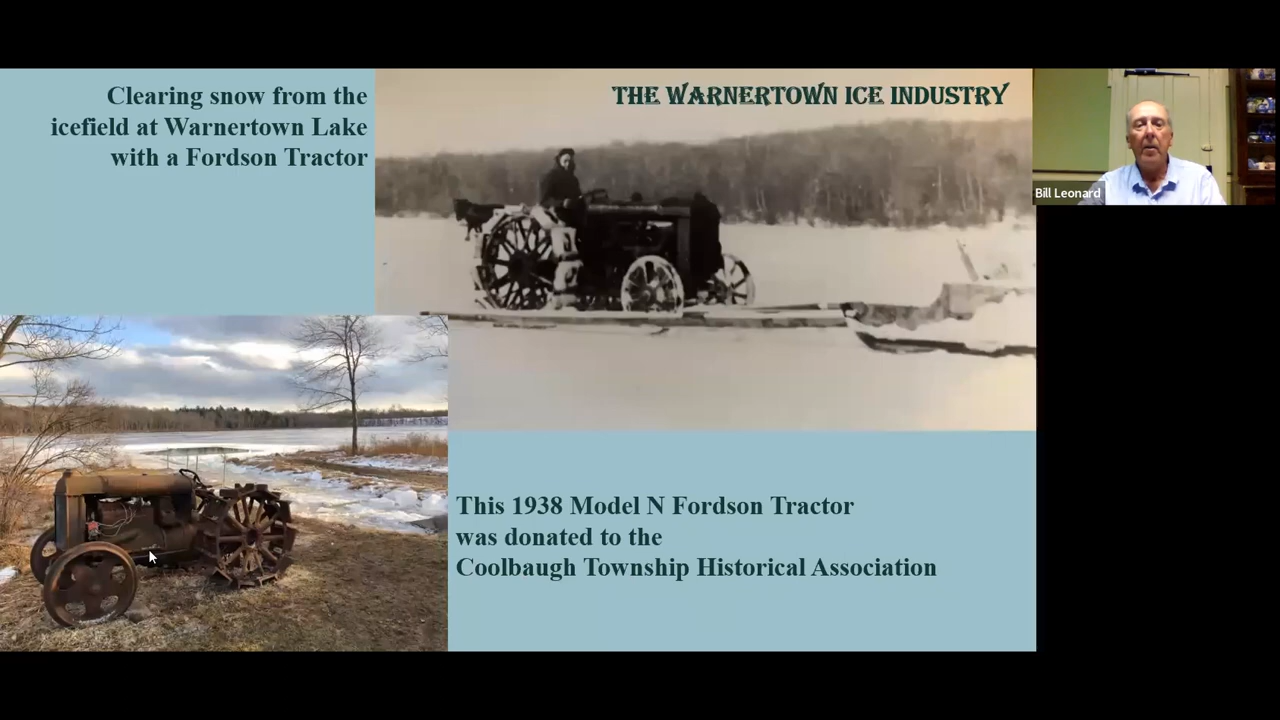 Clearing snow from the
icefield at Warnertown Lake
with a Fordson Tractor
THE WARNERTOWN ICE INDUSTRY
Bill Leonard
This 1938 Model N Fordson Tractor
was donated to the
Coolbaugh Township Historical Association